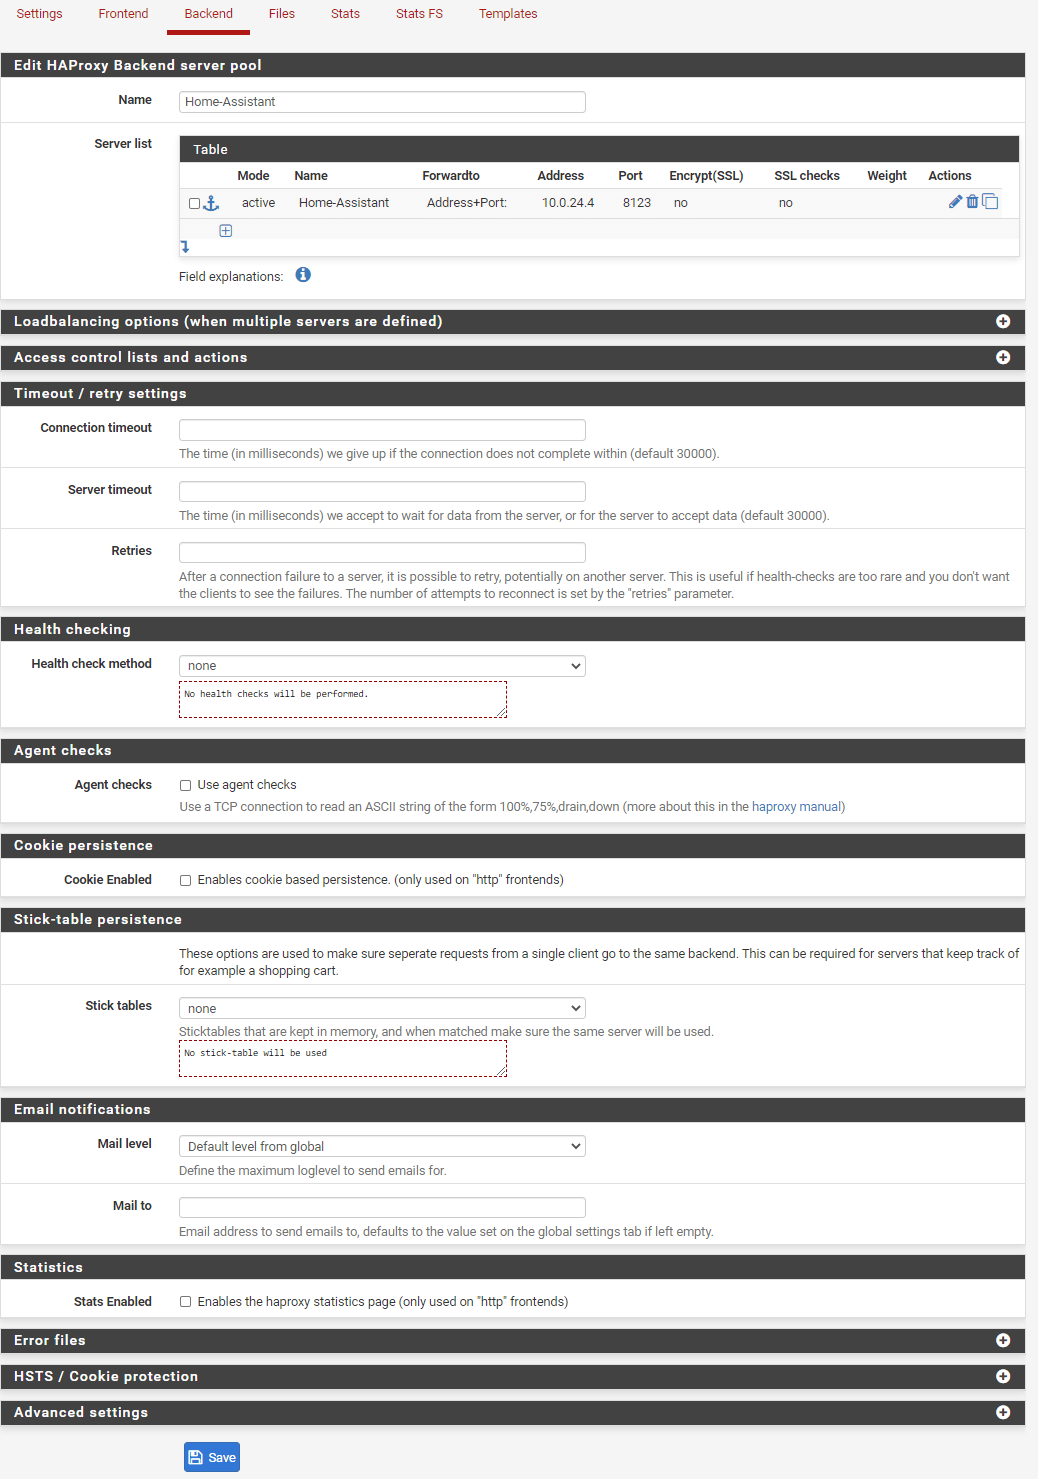 Settings Frontend Backend Files Stats Stats FS Templates
Edit HAProxy Backend server pool
Name Home-Assistant
Server list
Table
Mode Name Forwardto Address Port Encrypt(SSL) SSL checks Weight Actions
active Home-Assistant Address+Port: 10.0.24.4 8123 no no
Field explanations:
Loadbalancing options (when multiple servers are defined)
Access control lists and actions
Timeout / retry settings
Connection timeout
The time (in milliseconds) we give up if the connection does not complete within (default 30000).
Server timeout
The time (in milliseconds) we accept to wait for data from the server, or for the server to accept data (default 30000).
Retries
After a connection failure to a server, it is possible to retry, potentially on another server. This is useful if health-checks are too rare and you don't want
the clients to see the failures. The number of attempts to reconnect is set by the "retries" parameter.
Health checking
Health check method none
No health checks will be performed.
Agent checks
Agent checks Use agent checks
Use a TCP connection to read an ASCII string of the form 100%,75%,drain,down (more about this in the haproxy manual)
Cookie persistence
Cookie Enabled Enables cookie based persistence. (only used on "http" frontends)
Stick-table persistence
These options are used to make sure seperate requests from a single client go to the same backend. This can be required for servers that keep track of
for example a shopping cart.
Stick tables none
Sticktables that are kept in memory, and when matched make sure the same server will be used.
No stick-table will be used
Email notifications
Mail level Default level from global
Define the maximum loglevel to send emails for.
Mail to
Email address to send emails to, defaults to the value set on the global settings tab if left empty.
Statistics
Stats Enabled Enables the haproxy statistics page (only used on "http" frontends)
Error files
HSTS / Cookie protection
Advanced settings
Save